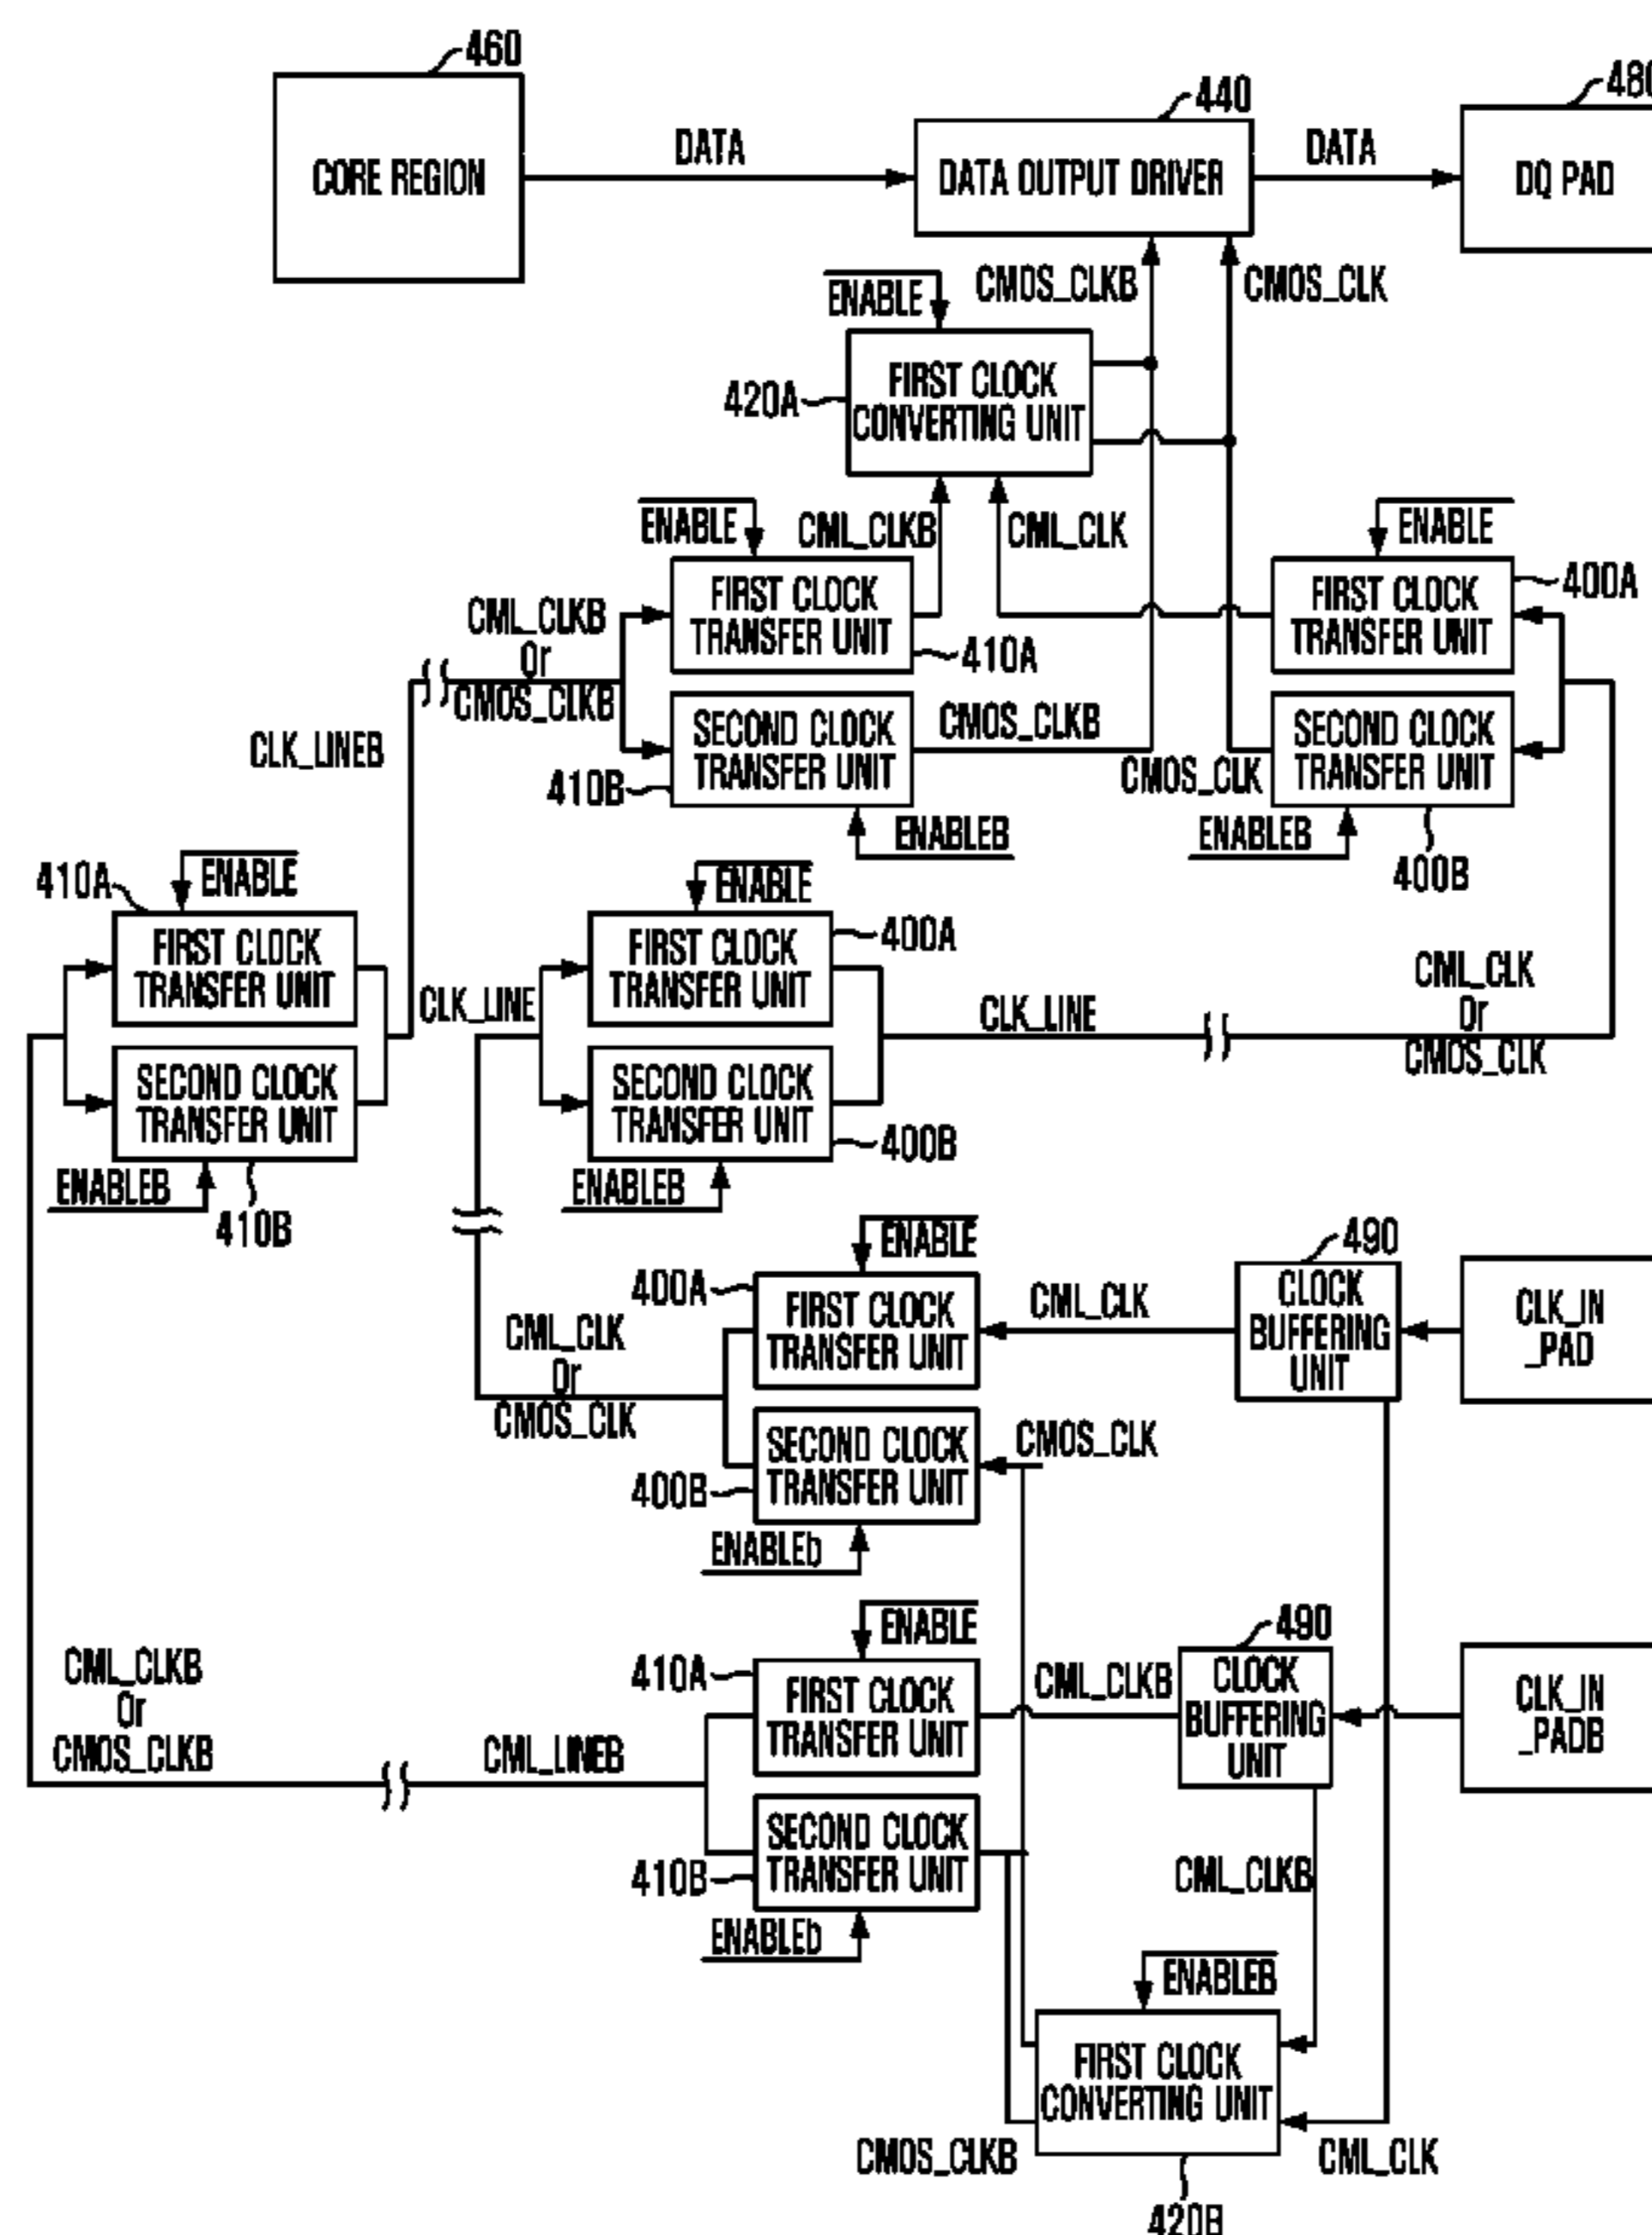 460
CORE REGION
DATA
440
DATA OUTPUT DRIVER
DATA
480
DQ PAD
ENABLE
CMOS_CLKB
CMOS_CLK
420A
FIRST CLOCK
CONVERTING UNIT
ENABLE
CML_CLKB
CML_CLK
ENABLE
CML_CLKB
Or
CMOS_CLKB
FIRST CLOCK
TRANSFER UNIT
410A
FIRST CLOCK
TRANSFER UNIT
400A
SECOND CLOCK
TRANSFER UNIT
410B
CMOS_CLKB
CMOS_CLK
SECOND CLOCK
TRANSFER UNIT
400B
ENABLEB
ENABLEB
CLK_LINEB
410A
ENABLE
FIRST CLOCK
TRANSFER UNIT
SECOND CLOCK
TRANSFER UNIT
ENABLEB
410B
CLK_LINE
ENABLE
FIRST CLOCK
TRANSFER UNIT
400A
SECOND CLOCK
TRANSFER UNIT
400B
ENABLEB
CLK_LINE
CML_CLK
Or
CMOS_CLK
ENABLE
400A
FIRST CLOCK
TRANSFER UNIT
CML_CLK
490
CLOCK
BUFFERING
UNIT
CLK_IN
_PAD
CML_CLK
Or
CMOS_CLK
400B
SECOND CLOCK
TRANSFER UNIT
CMOS_CLK
ENABLEb
ENABLE
410A
FIRST CLOCK
TRANSFER UNIT
CML_CLKB
490
CLOCK
BUFFERING
UNIT
CLK_IN
_PADB
CML_CLKB
Or
CMOS_CLKB
CML_LINEB
410B
SECOND CLOCK
TRANSFER UNIT
ENABLEb
CML_CLKB
ENABLEB
FIRST CLOCK
CONVERTING UNIT
CMOS_CLKB
CML_CLK
420B